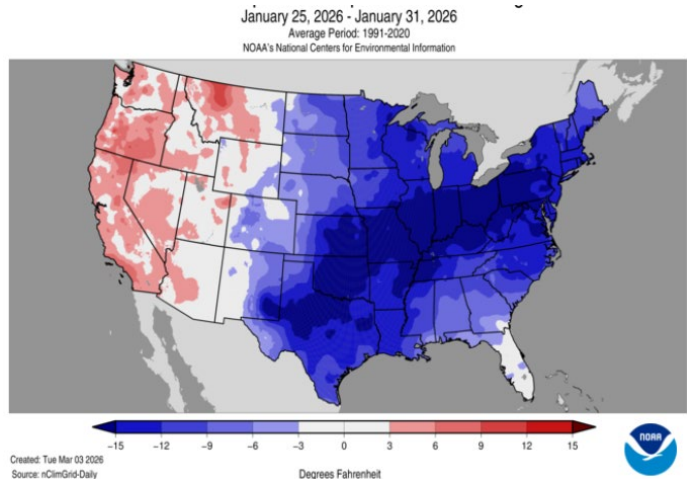 January 25, 2026 - January 31, 2026
Average Period: 1991-2020
NOAA's National Centers for Environmental Information
-15 -12 -9 -6 -3 0 3 6 9 12 15
Created: Tue Mar 03 2026
Source: nClimGrid-Daily
Degrees Fahrenheit
NOAA